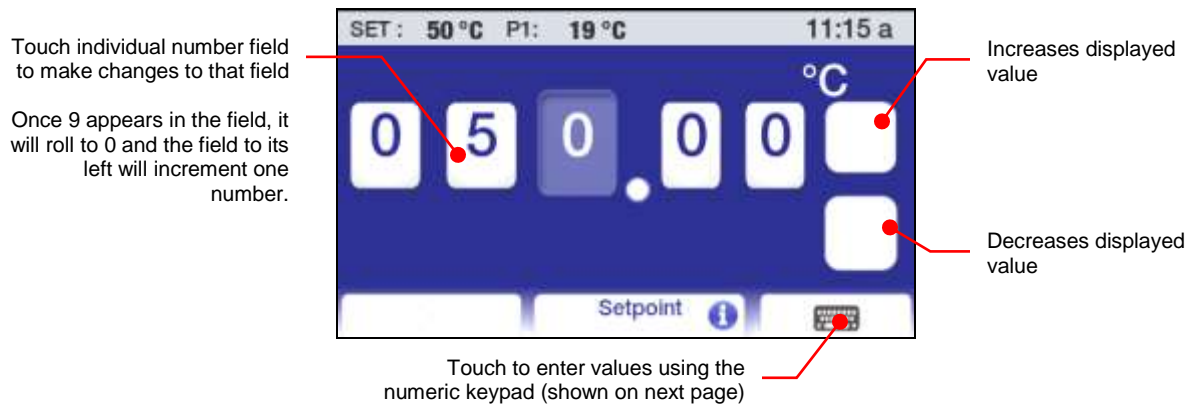 SET : 50 °C P1: 19 °C 11:15 a
Touch individual number field
to make changes to that field
Once 9 appears in the field, it
will roll to 0 and the field to its
left will increment one
number.
°C
0 5 0 . 0 0
Increases displayed
value
Decreases displayed
value
Setpoint i
Touch to enter values using the
numeric keypad (shown on next page)